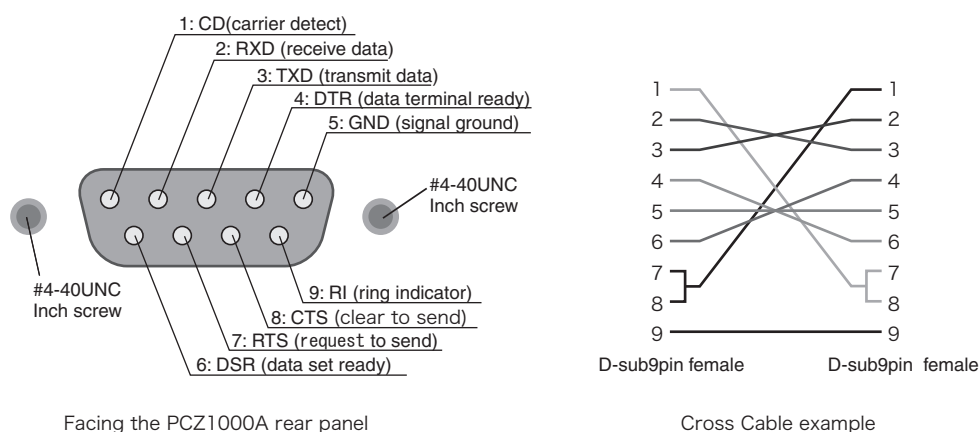 1: CD(carrier detect)
2: RXD (receive data)
3: TXD (transmit data)
4: DTR (data terminal ready)
5: GND (signal ground)
#4-40UNC
Inch screw
#4-40UNC
Inch screw
9: RI (ring indicator)
8: CTS (clear to send)
7: RTS (request to send)
6: DSR (data set ready)
Facing the PCZ1000A rear panel
1 1
2 2
3 3
4 4
5 5
6 6
7 7
8 8
9 9
D-sub9pin female D-sub9pin female
Cross Cable example